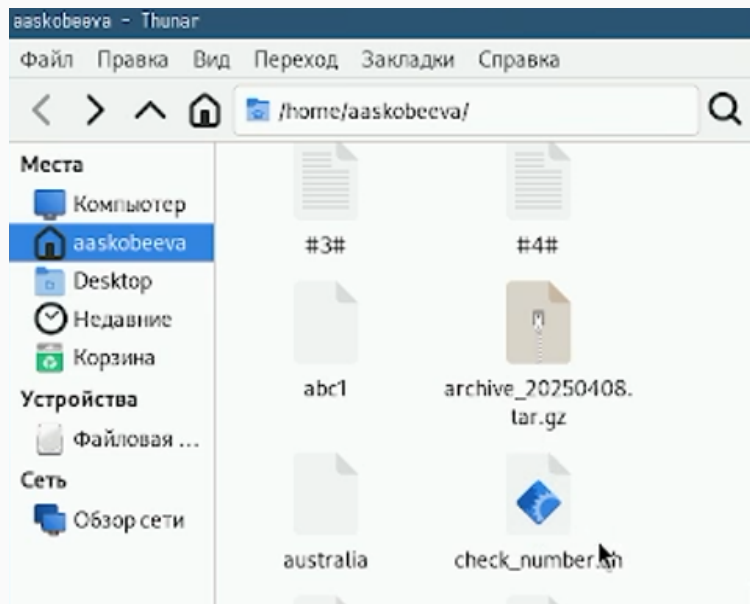 aaskobeeva - Thunar
Файл Правка Вид Переход Закладки Справка
/home/aaskobeeva/
Места
Компьютер
aaskobeeva
Desktop
Недавние
Корзина
Устройства
Файловая ...
Сеть
Обзор сети
#3# #4#
abc1
archive_20250408.
tar.gz
australia